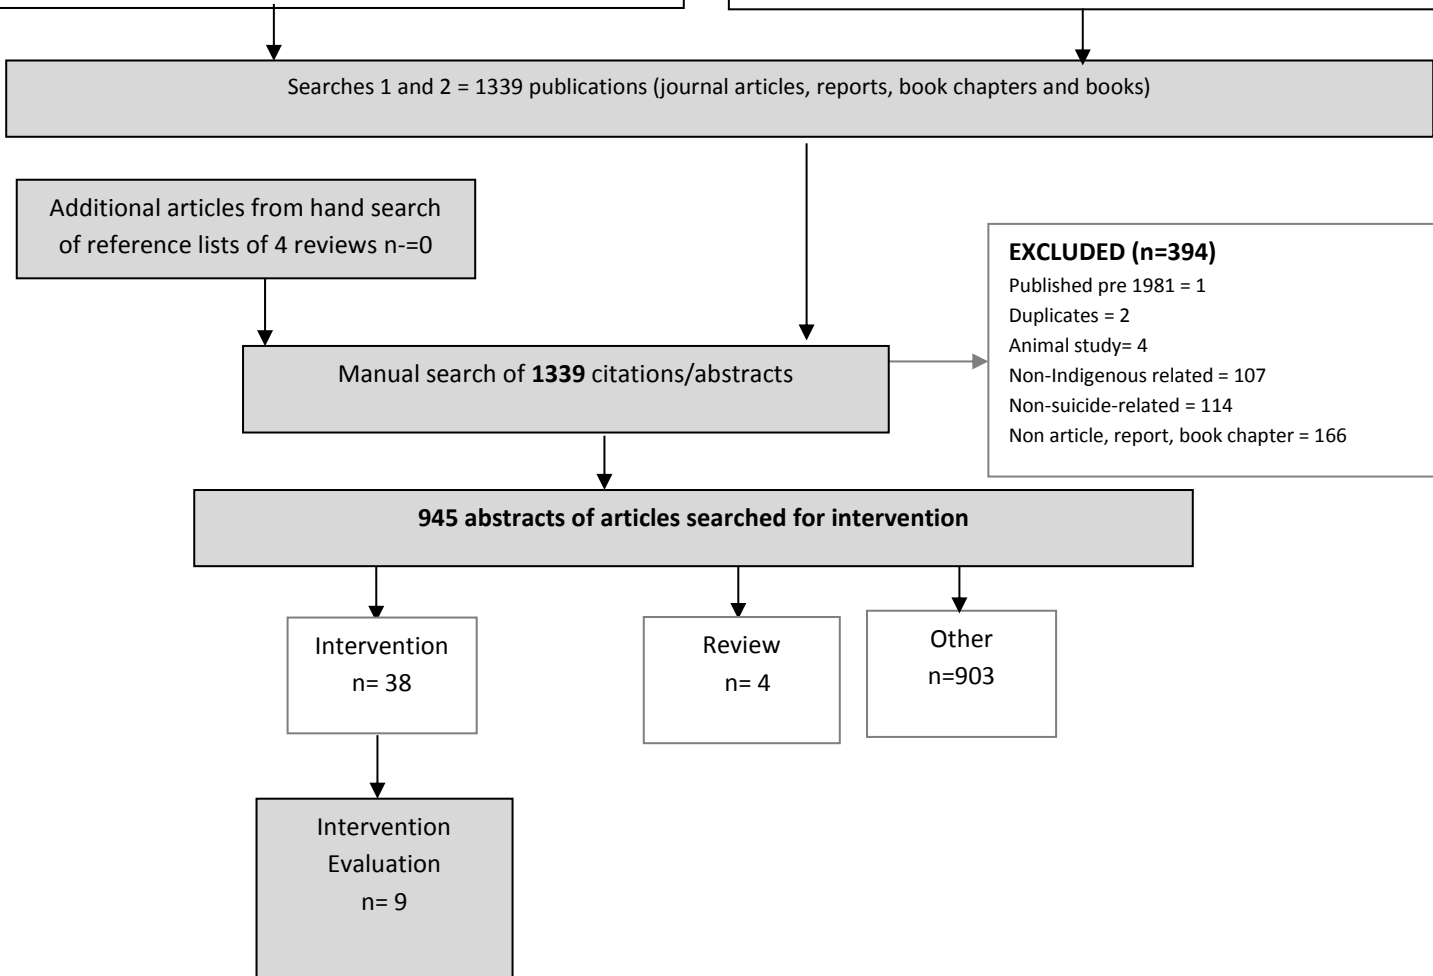 Searches 1 and 2 = 1339 publications (journal articles, reports, book chapters and books)
Additional articles from hand search
of reference lists of 4 reviews n-=0
EXCLUDED (n=394)
Published pre 1981 = 1
Duplicates = 2
Animal study= 4
Non-Indigenous related = 107
Non-suicide-related = 114
Non article, report, book chapter = 166
Manual search of 1339 citations/abstracts
945 abstracts of articles searched for intervention
Intervention
n= 38
Review
n= 4
Other
n=903
Intervention
Evaluation
n= 9